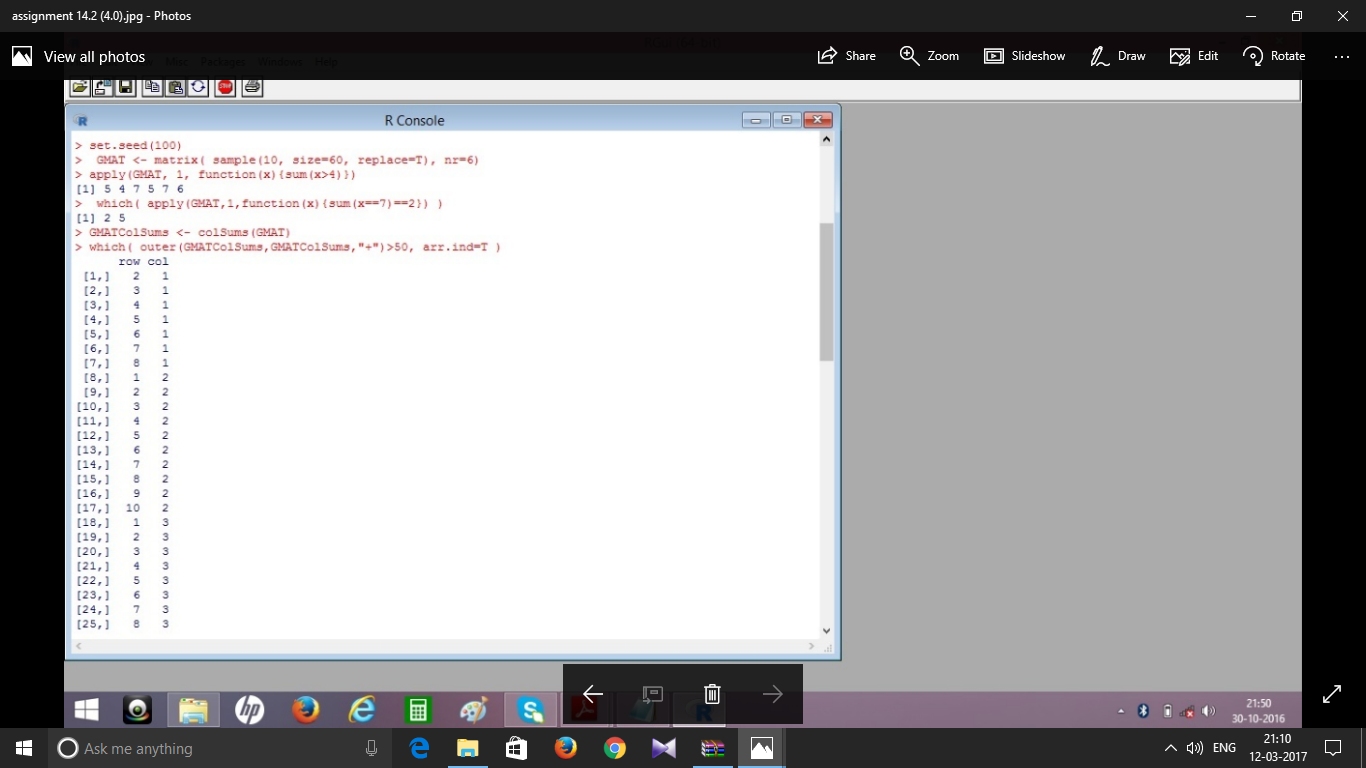 assignment 14.2 (4.0).jpg - Photos
View all photos
Share Zoom Slideshow Draw Edit Rotate
Misc Packages Windows Help
STOP
R Console
> set.seed(100)
> GMAT <- matrix( sample(10, size=60, replace=T), nr=6)
> apply(GMAT, 1, function(x){sum(x>4)})
[1] 5 4 7 5 7 6
> which( apply(GMAT,1,function(x){sum(x==7)==2}) )
[1] 2 5
> GMATColSums <- colSums(GMAT)
> which( outer(GMATColSums,GMATColSums,"+")>50, arr.ind=T )
row col
[1,] 2 1
[2,] 3 1
[3,] 4 1
[4,] 5 1
[5,] 6 1
[6,] 7 1
[7,] 8 1
[8,] 1 2
[9,] 2 2
[10,] 3 2
[11,] 4 2
[12,] 5 2
[13,] 6 2
[14,] 7 2
[15,] 8 2
[16,] 9 2
[17,] 10 2
[18,] 1 3
[19,] 2 3
[20,] 3 3
[21,] 4 3
[22,] 5 3
[23,] 6 3
[24,] 7 3
[25,] 8 3
hp
21:50
30-10-2016
Ask me anything
ENG
21:10
12-03-2017